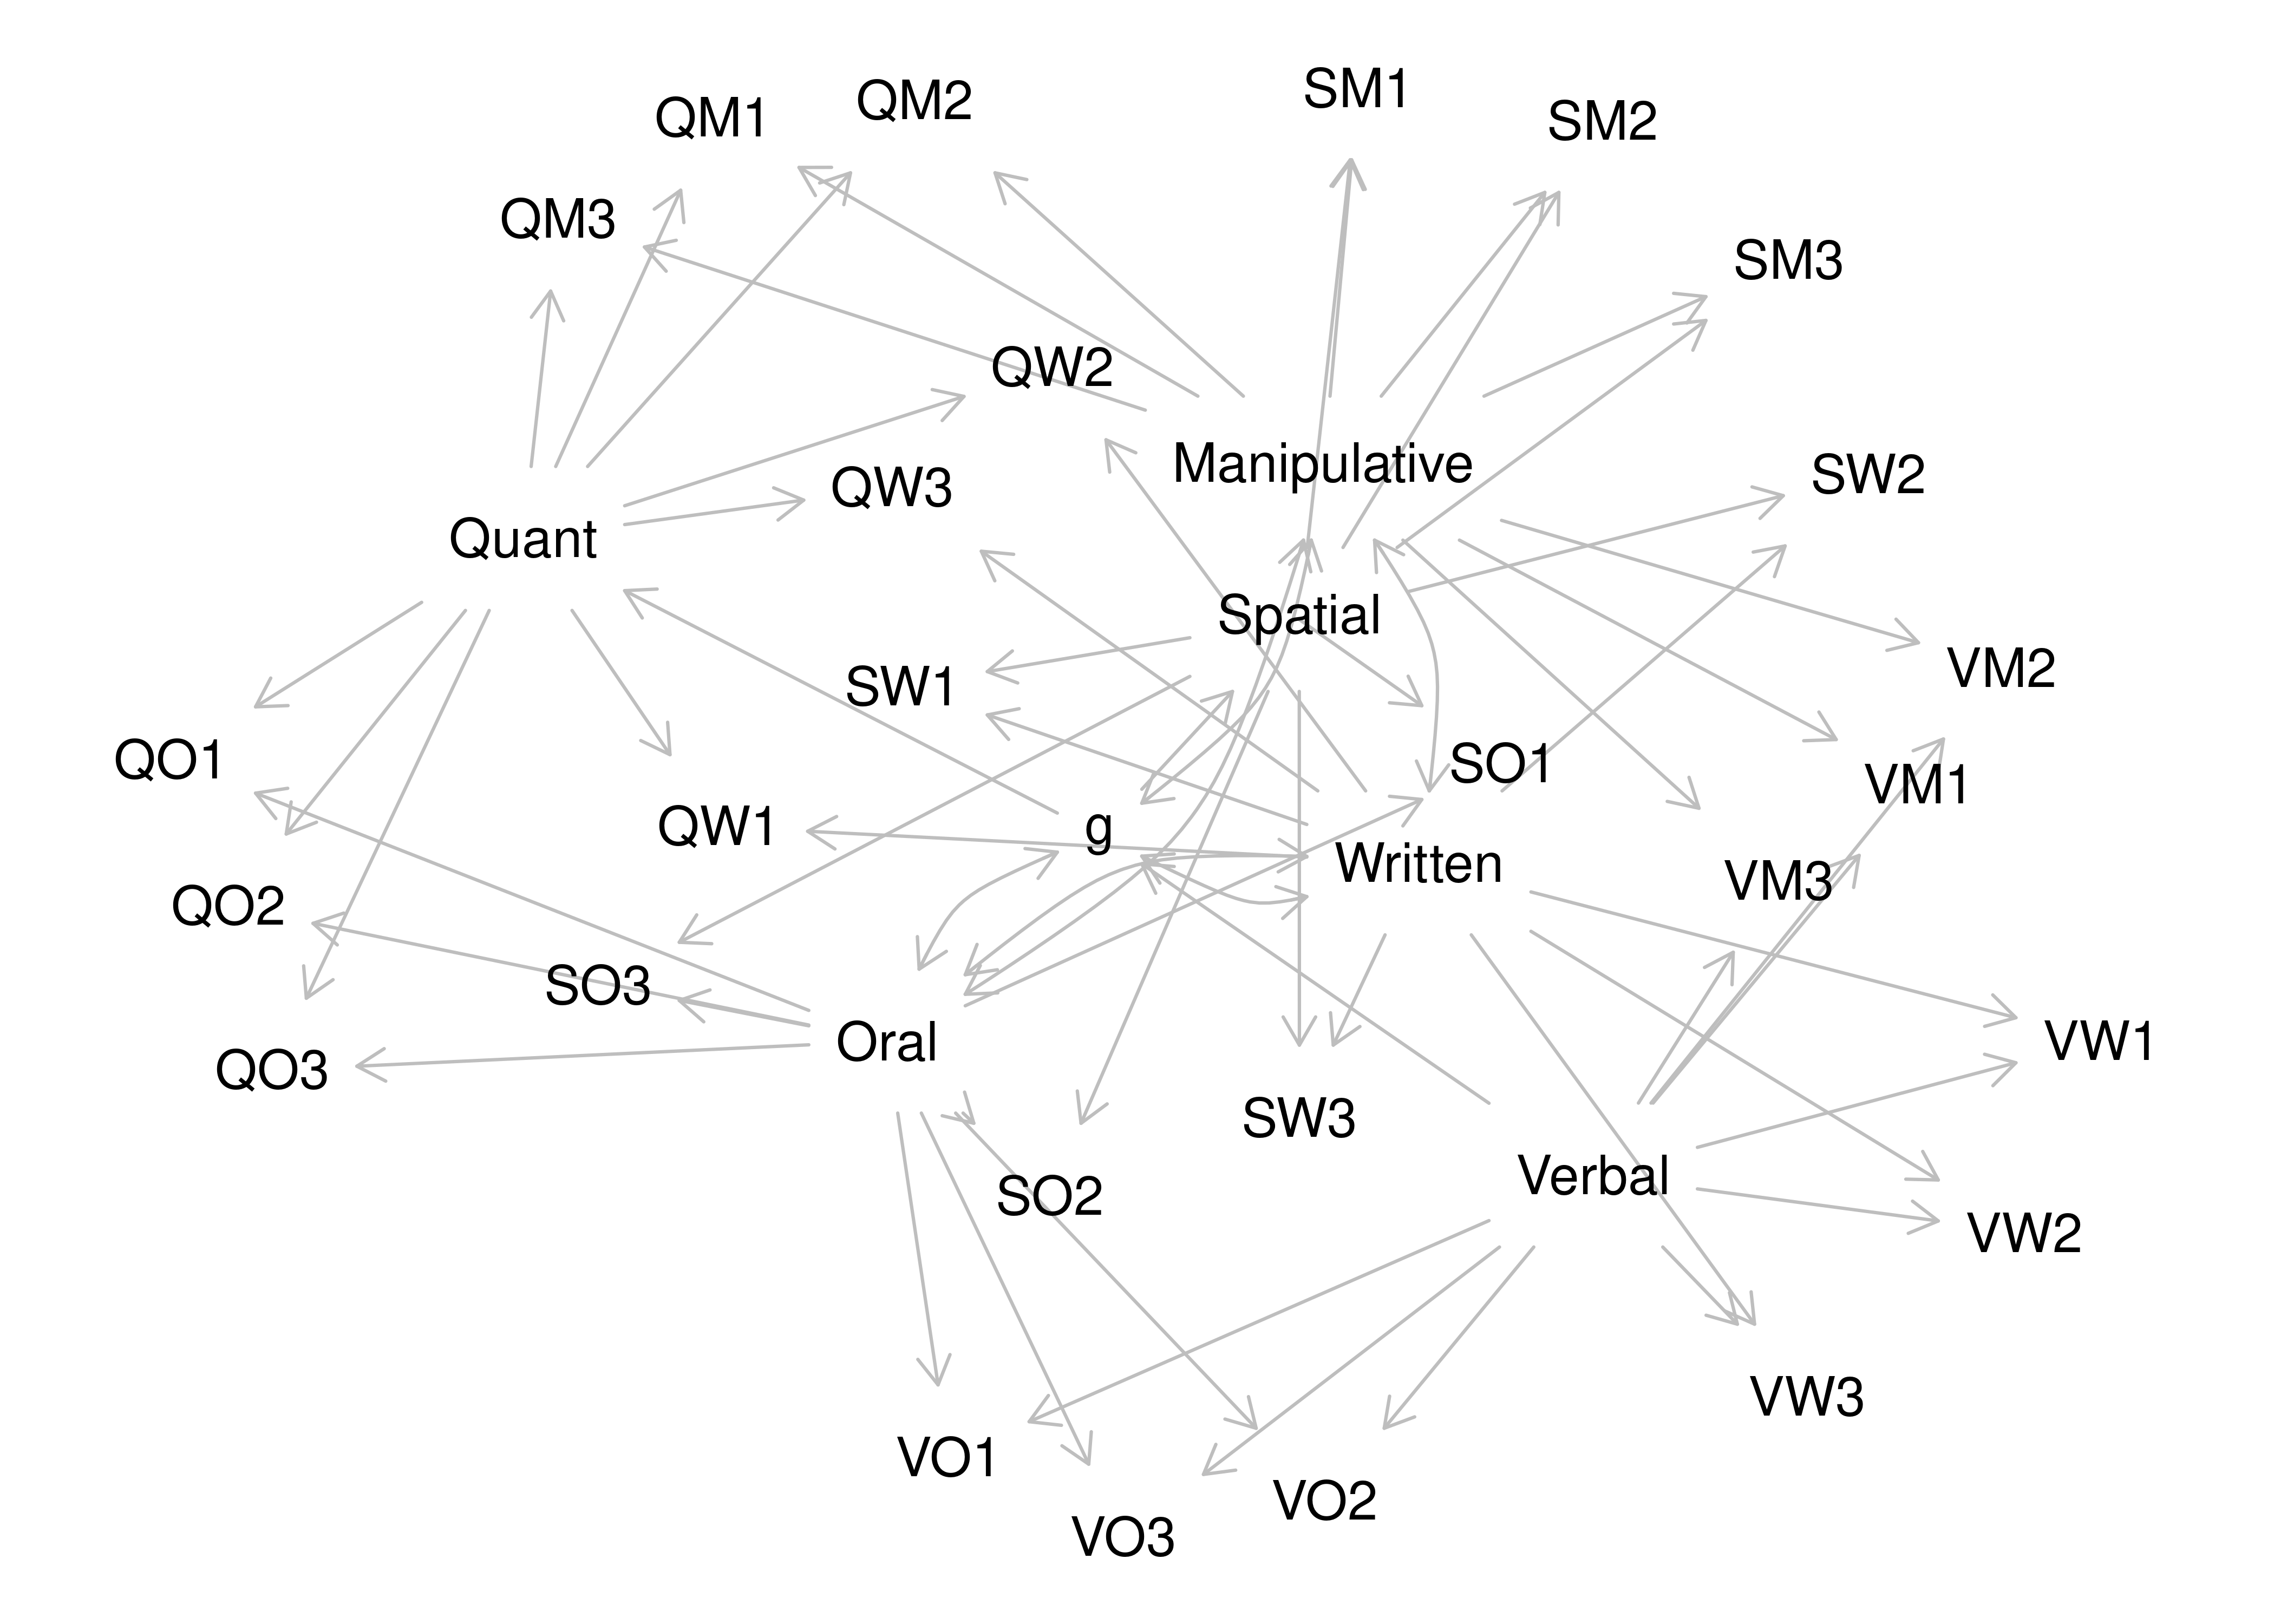 SM1
QM2
QM1
SM2
QM3
SM3
QW2
Manipulative
SW2
QW3
Quant
Spatial
VM2
SW1
QO1
SO1
VM1
QW1
g
Written
VM3
QO2
SO3
Oral
VW1
QO3
SW3
Verbal
SO2
VW2
VW3
VO1
VO2
VO3